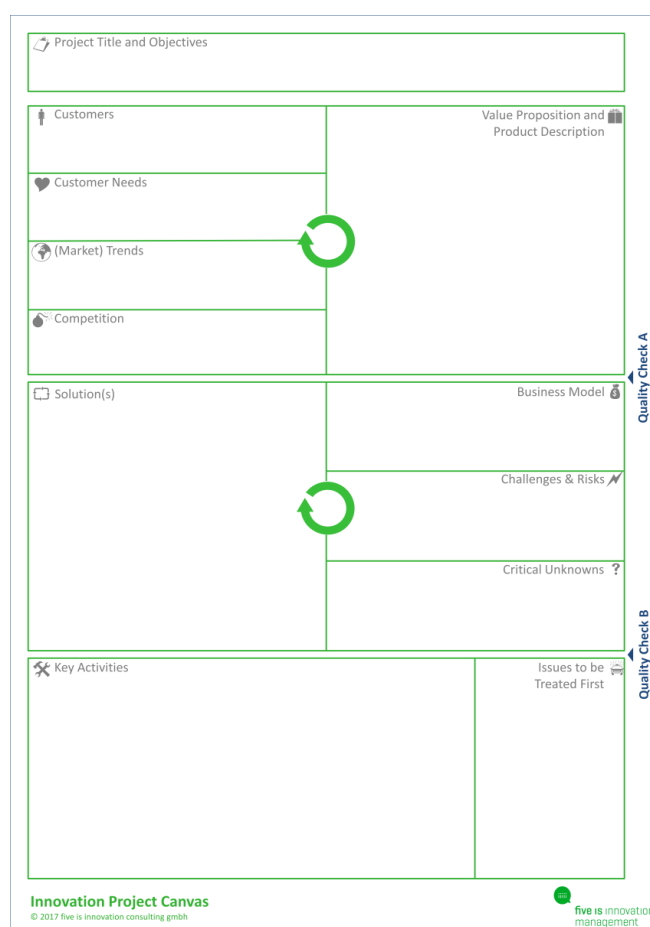 Project Title and Objectives
Customers
Value Proposition and
Product Description
Customer Needs
(Market) Trends
Competition
Quality Check A
Solution(s)
Business Model
Challenges & Risks
Critical Unknowns ?
Quality Check B
Key Activities
Issues to be
Treated First
Innovation Project Canvas
© 2017 five is innovation consulting gmbh
five is innovation
management